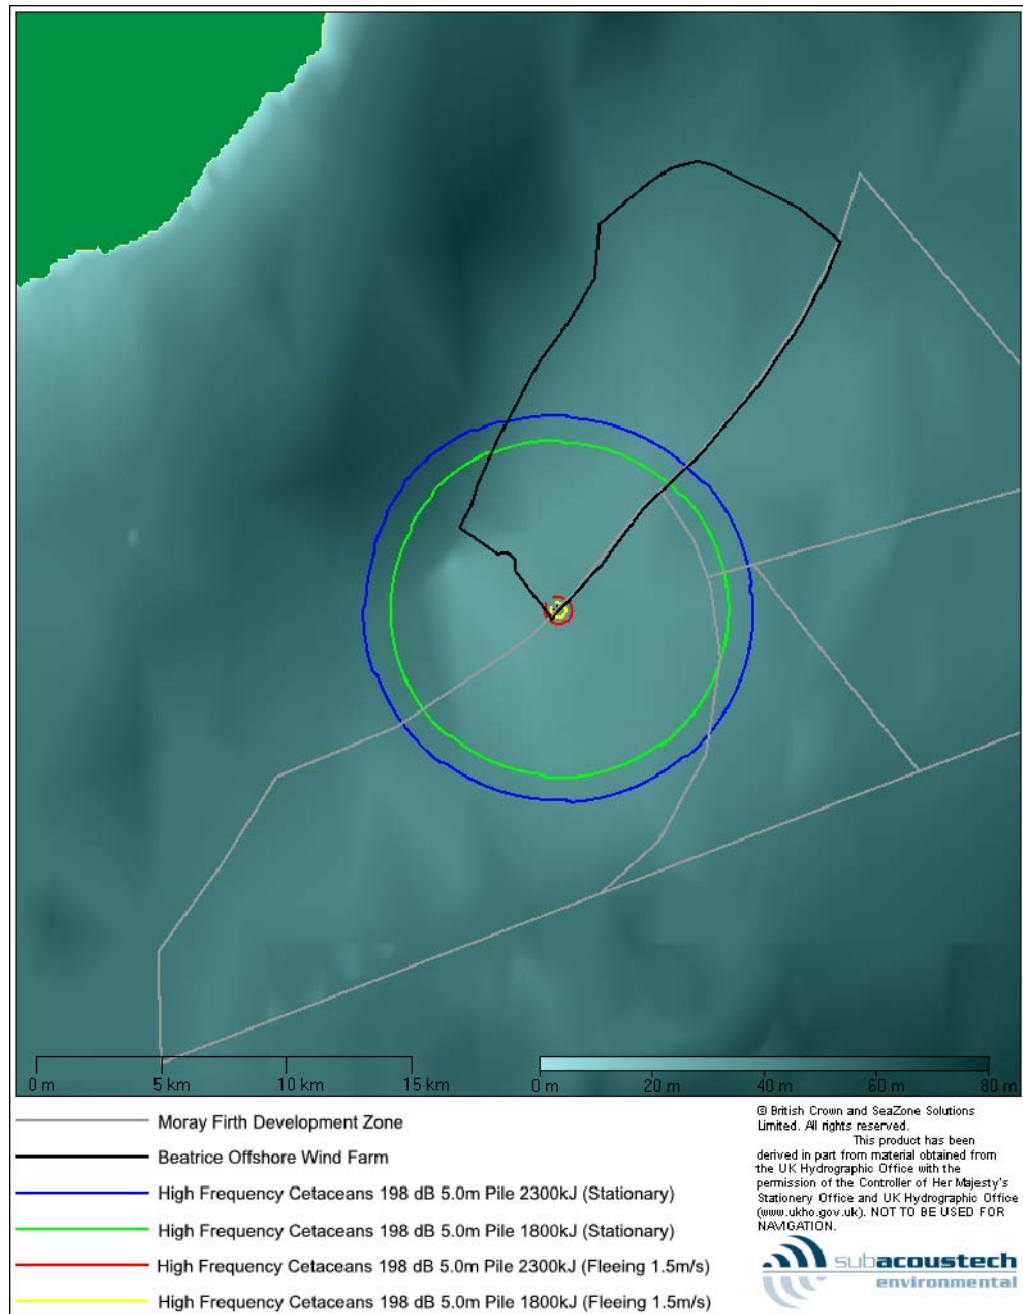 0 m 5 km 10 km 15 km
0 m 20 m 40 m 60 m 80 m
Moray Firth Development Zone
Beatrice Offshore Wind Farm
High Frequency Cetaceans 198 dB 5.0m Pile 2300kJ (Stationary)
High Frequency Cetaceans 198 dB 5.0m Pile 1800kJ (Stationary)
High Frequency Cetaceans 198 dB 5.0m Pile 2300kJ (Fleeing 1.5m/s)
High Frequency Cetaceans 198 dB 5.0m Pile 1800kJ (Fleeing 1.5m/s)
© British Crown and SeaZone Solutions
Limited. All rights reserved.
This product has been
derived in part from material obtained from
the UK Hydrographic Office with the
permission of the Controller of Her Majesty's
Stationery Office and UK Hydrographic Office
(www.ukho.gov.uk). NOT TO BE USED FOR
NAVIGATION.
subacoustech
environmental